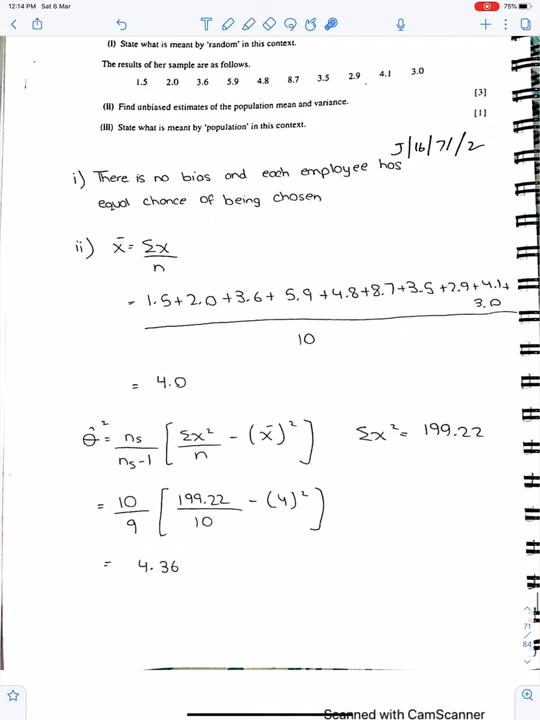 12:14 PM Sat 6 Mar
75%
(I) State what is meant by 'random' in this context.
The results of her sample are as follows.
1.5 2.0 3.6 5.9 4.8 8.7 3.5 2.9 4.1 3.0
[3]
(II) Find unbiased estimates of the population mean and variance.
[1]
(III) State what is meant by 'population' in this context.
J/16/71/2
i) There is no bias and each employee has
equal chance of being chosen
ii) x̄ = Σx/n
= 1.5+2.0+3.6+5.9+4.8+8.7+3.5+2.9+4.1+
3.0
10
= 4.0
θ̂² = ns/ns-1 [Σx²/n - (x̄)²] Σx² = 199.22
= 10/9 [199.22/10 - (4)²]
= 4.36
71
/
84
Scanned with CamScanner